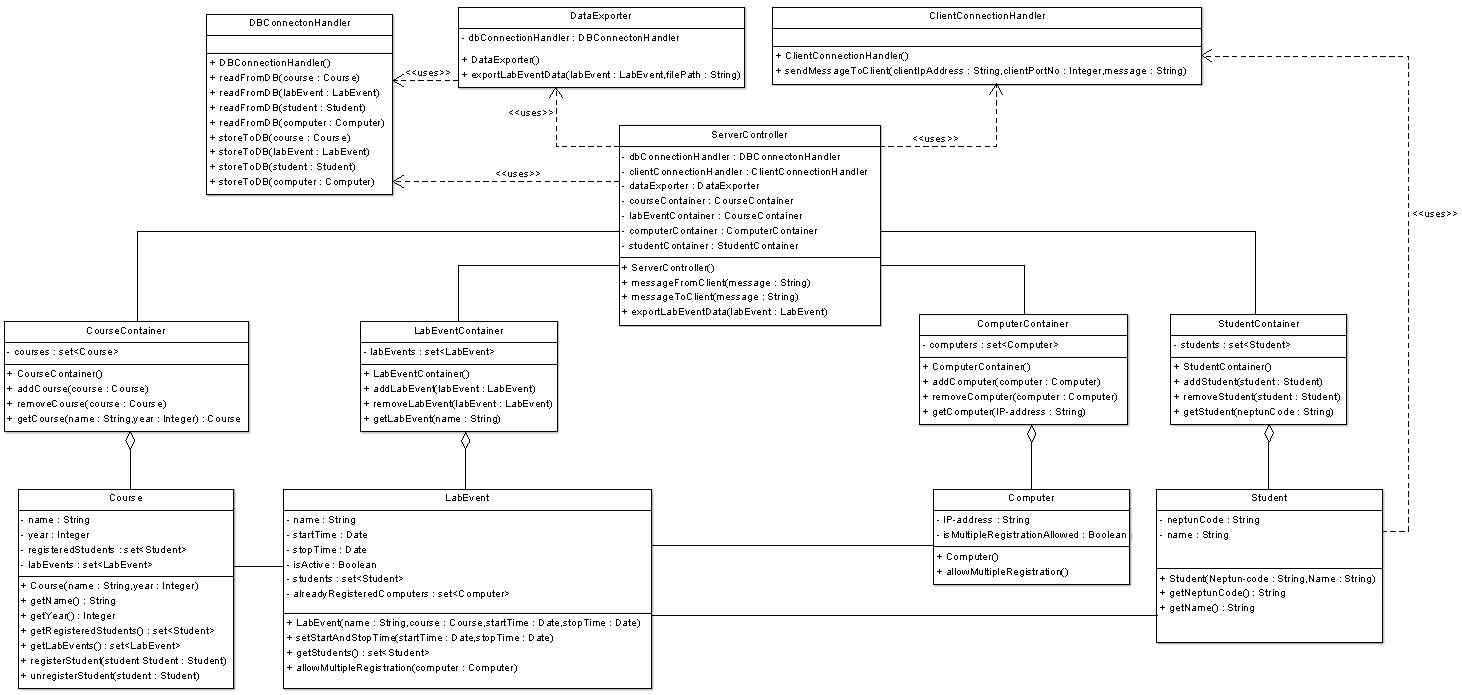 DBConnectonHandler
+ DBConnectionHandler()
+ readFromDB(course : Course)
+ readFromDB(labEvent : LabEvent)
+ readFromDB(student : Student)
+ readFromDB(computer : Computer)
+ storeToDB(course : Course)
+ storeToDB(labEvent : LabEvent)
+ storeToDB(student : Student)
+ storeToDB(computer : Computer)
<<uses>>
DataExporter
- dbConnectionHandler : DBConnectonHandler
+ DataExporter()
+ exportLabEventData(labEvent : LabEvent,filePath : String)
ClientConnectionHandler
+ ClientConnectionHandler()
+ sendMessageToClient(clientIpAddress : String,clientPortNo : Integer,message : String)
<<uses>>
<<uses>>
<<uses>>
<<uses>>
ServerController
- dbConnectionHandler : DBConnectonHandler
- clientConnectionHandler : ClientConnectionHandler
- dataExporter : DataExporter
- courseContainer : CourseContainer
- labEventContainer : CourseContainer
- computerContainer : ComputerContainer
- studentContainer : StudentContainer
+ ServerController()
+ messageFromClient(message : String)
+ messageToClient(message : String)
+ exportLabEventData(labEvent : LabEvent)
CourseContainer
- courses : set<Course>
+ CourseContainer()
+ addCourse(course : Course)
+ removeCourse(course : Course)
+ getCourse(name : String,year : Integer) : Course
LabEventContainer
- labEvents : set<LabEvent>
+ LabEventContainer()
+ addLabEvent(labEvent : LabEvent)
+ removeLabEvent(labEvent : LabEvent)
+ getLabEvent(name : String)
ComputerContainer
- computers : set<Computer>
+ ComputerContainer()
+ addComputer(computer : Computer)
+ removeComputer(computer : Computer)
+ getComputer(IP-address : String)
StudentContainer
- students : set<Student>
+ StudentContainer()
+ addStudent(student : Student)
+ removeStudent(student : Student)
+ getStudent(neptunCode : String)
Course
- name : String
- year : Integer
- registeredStudents : set<Student>
- labEvents : set<LabEvent>
+ Course(name : String,year : Integer)
+ getName() : String
+ getYear() : Integer
+ getRegisteredStudents() : set<Student>
+ getLabEvents() : set<LabEvent>
+ registerStudent(student Student : Student)
+ unregisterStudent(student : Student)
LabEvent
- name : String
- startTime : Date
- stopTime : Date
- isActive : Boolean
- students : set<Student>
- alreadyRegisteredComputers : set<Computer>
+ LabEvent(name : String,course : Course,startTime : Date,stopTime : Date)
+ setStartAndStopTime(startTime : Date,stopTime : Date)
+ getStudents() : set<Student>
+ allowMultipleRegistration(computer : Computer)
Computer
- IP-address : String
- isMultipleRegistrationAllowed : Boolean
+ Computer()
+ allowMultipleRegistration()
Student
- neptunCode : String
- name : String
+ Student(Neptun-code : String,Name : String)
+ getNeptunCode() : String
+ getName() : String